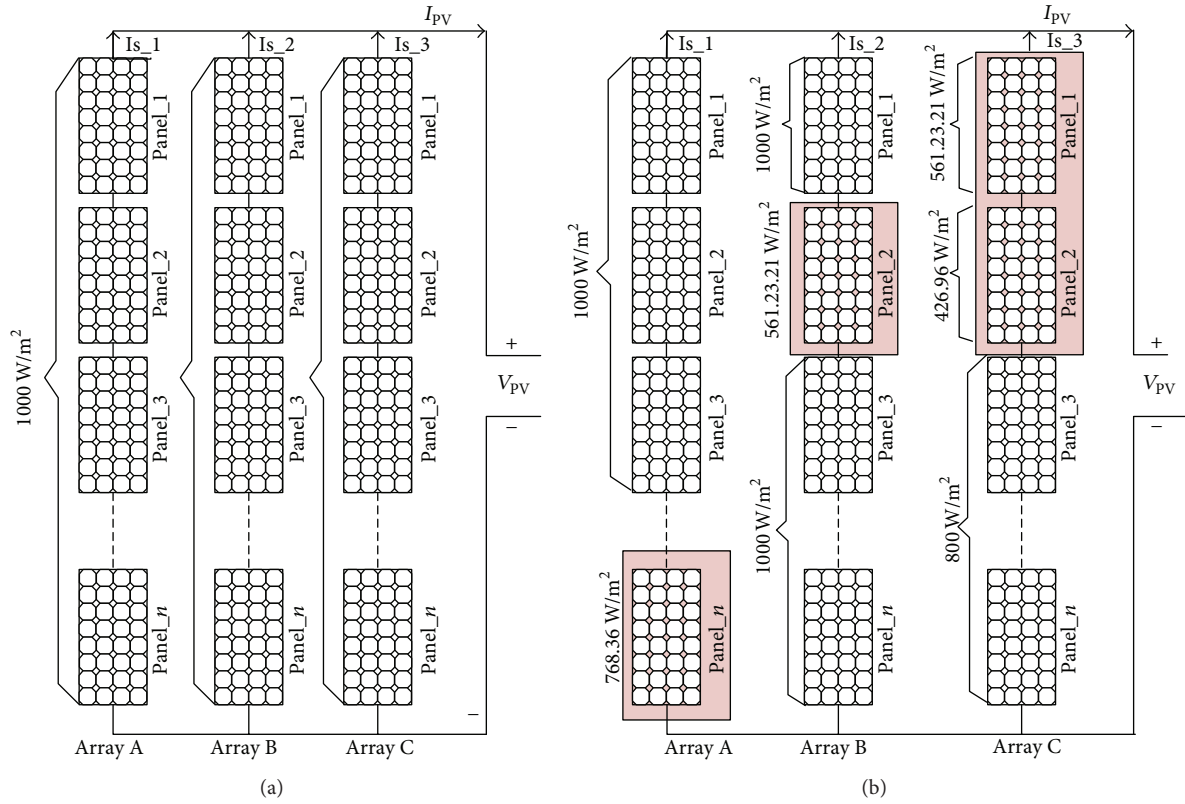 I_PV
Is_1
Is_2
Is_3
Panel_1
Panel_1
Panel_1
Panel_2
Panel_2
Panel_2
1000 W/m²
Panel_3
Panel_3
Panel_3
+
V_PV
−
Panel_n
Panel_n
Panel_n
−
Array A
Array B
Array C
(a)
I_PV
Is_1
Is_2
Is_3
Panel_1
1000 W/m²
Panel_1
561.23.21 W/m²
Panel_1
1000 W/m²
Panel_2
561.23.21 W/m²
Panel_2
426.96 W/m²
Panel_2
Panel_3
Panel_3
Panel_3
+
V_PV
−
1000 W/m²
800 W/m²
768.36 W/m²
Panel_n
Panel_n
Panel_n
Array A
Array B
Array C
(b)